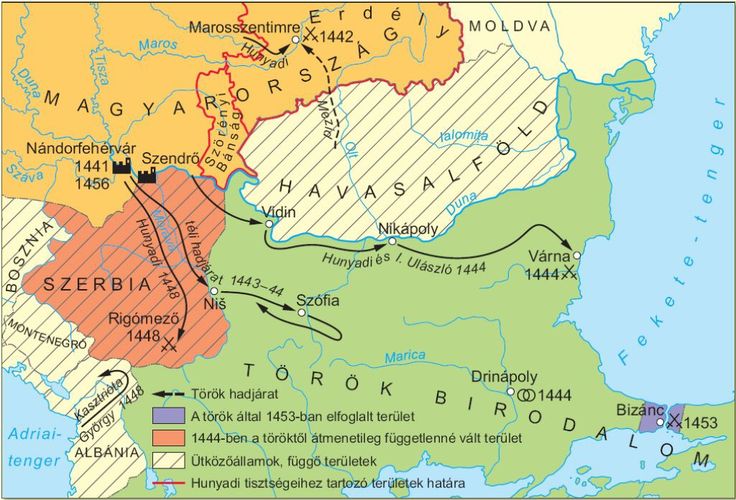 MOLDVA
Erdély
Marosszentimre
1442
Hunyadi
Maros
Tisza
Duna
MAGYARORSZÁG
Szörényi
Bánság
Mezid
Olt
Ialomita
HAVASALFÖLD
Duna
Nándorfehérvár
1441
1456
Szendrő
Száva
Morava
Vidin
Nikápoly
Hunyadi és I. Ulászló 1444
Várna
1444
Fekete-tenger
BOSZNIA
SZERBIA
Hunyadi 1448
téli hadjárat 1443–44
Niš
Szófia
Rigómező
1448
MONTENEGRÓ
Kasztrióta
György 1448
ALBÁNIA
Adriai-
tenger
Marica
Drinápoly
1444
TÖRÖK BIRODALOM
Bizánc
1453
Török hadjárat
A török által 1453-ban elfoglalt terület
1444-ben a töröktől átmenetileg függetlenné vált terület
Ütközőállamok, függő területek
Hunyadi tisztségeihez tartozó területek határa